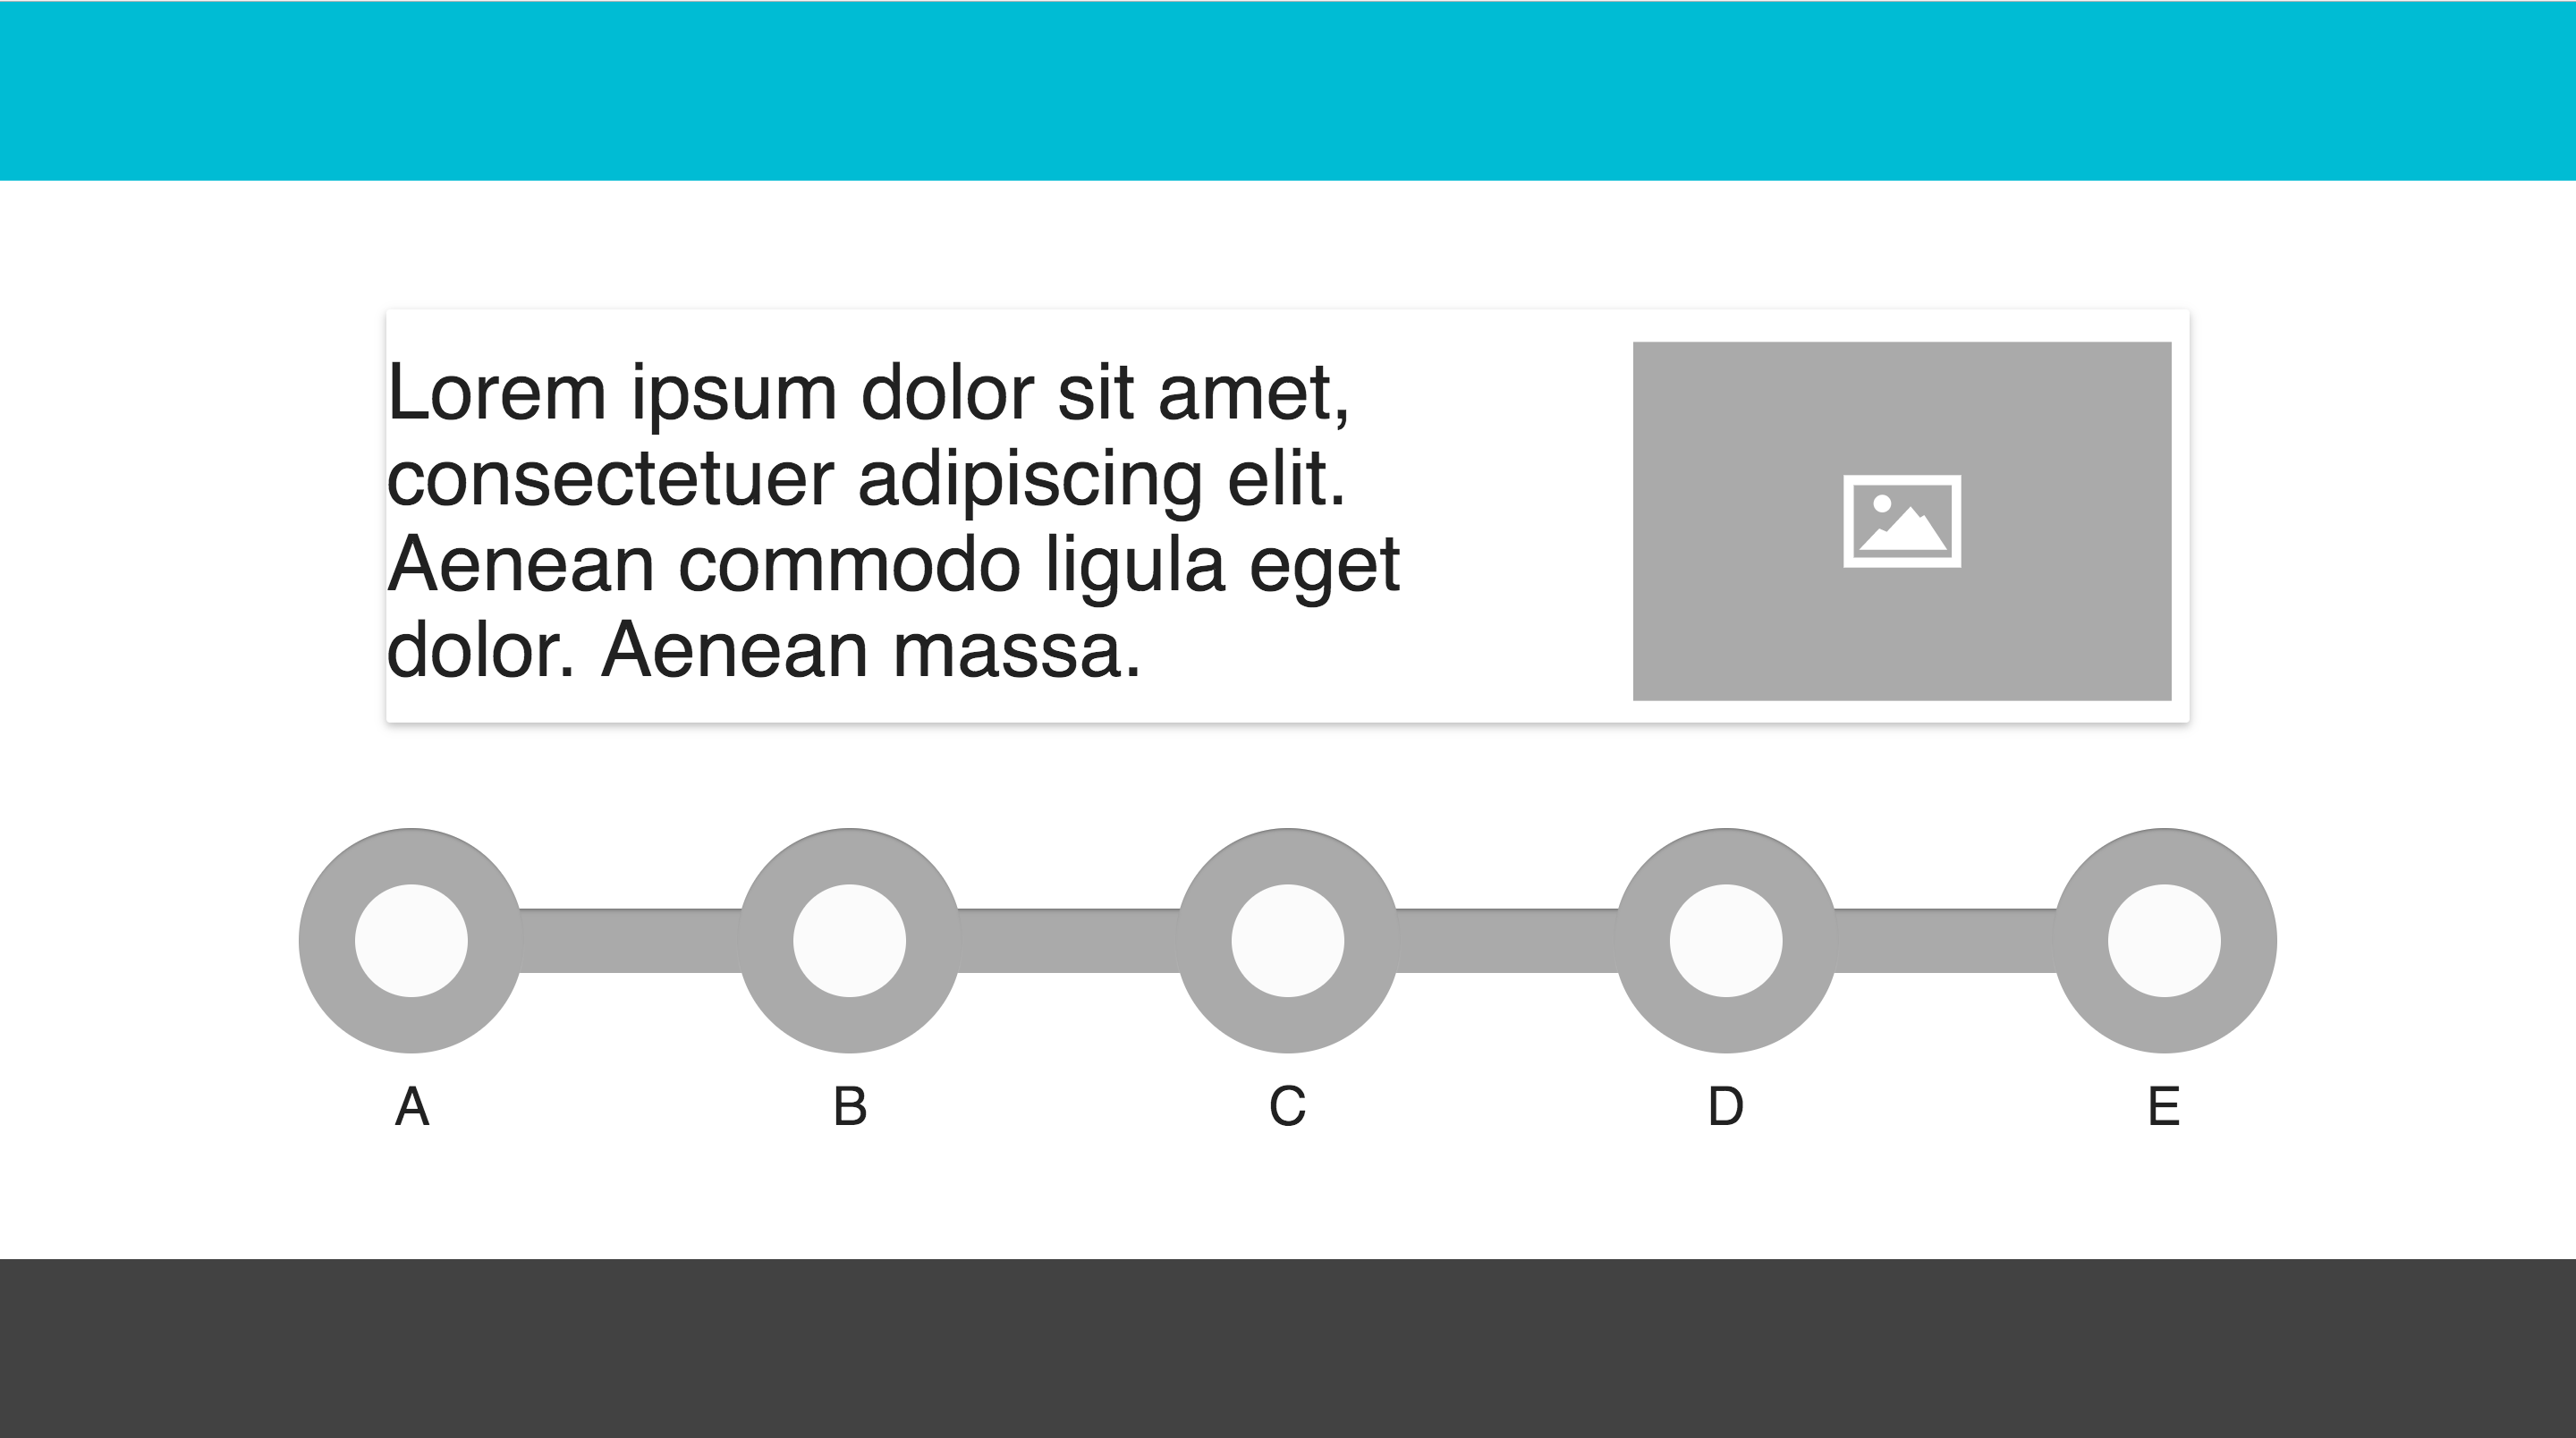 Lorem ipsum dolor sit amet,
consectetuer adipiscing elit.
Aenean commodo ligula eget
dolor. Aenean massa.
A B C D E